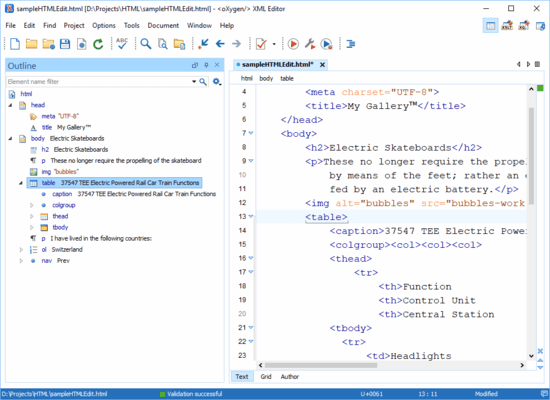 sampleHTMLEdit.html [D:\Projects\HTML\sampleHTMLEdit.html] - <oXygen/> XML Editor
File Edit Find Project Options Tools Document Window Help
Outline
Element name filter
html
head
meta "UTF-8"
title My Gallery™
body Electric Skateboards
h2 Electric Skateboards
p These no longer require the propelling of the skateboard
img "bubbles"
table 37547 TEE Electric Powered Rail Car Train Functions
caption 37547 TEE Electric Powered Rail Car Train Functions
colgroup
thead
tbody
p I have lived in the following countries:
ol Switzerland
nav Prev
sampleHTMLEdit.html*
html body table
4 <meta charset="UTF-8">
5 <title>My Gallery™</title>
6 </head>
7 <body>
8 <h2>Electric Skateboards</h2>
9 <p>These no longer require the prope
10 by means of the feet; rather an
11 fed by an electric battery.</p>
12 <img alt="bubbles" src="bubbles-work
13 <table>
14 <caption>37547 TEE Electric Powe
15 <colgroup><col><col><col>
16 <thead>
17 <tr>
18 <th>Function
19 <th>Control Unit
20 <th>Central Station
21 <tbody>
22 <tr>
23 <td>Headlights
Text Grid Author
D:\Projects\HTML\sampleHTMLEdit.html Validation successful U+0061 13 : 11 Modified